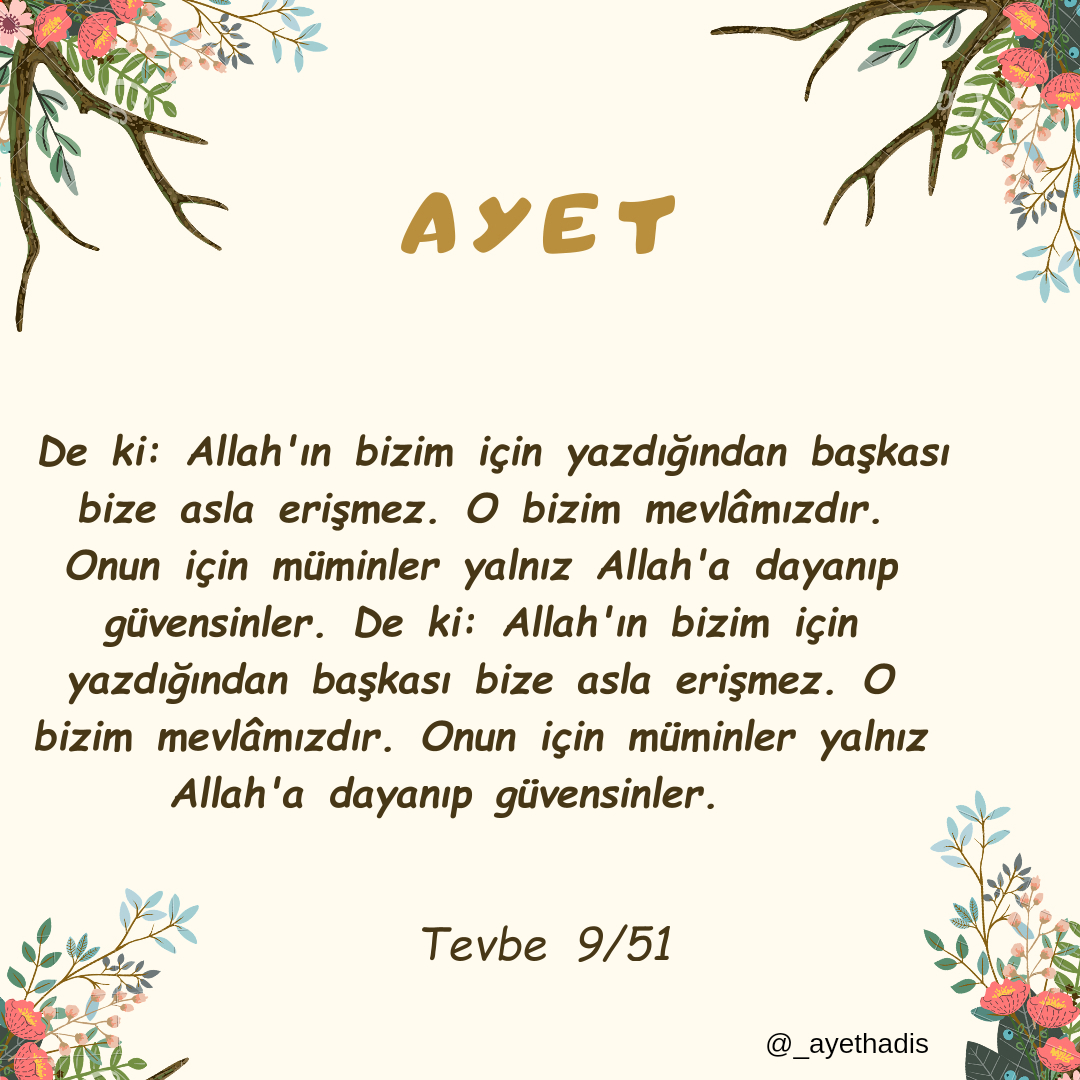 AYET
De ki: Allah'ın bizim için yazdığından başkası
bize asla erişmez. O bizim mevlâmızdır.
Onun için müminler yalnız Allah'a dayanıp
güvensinler. De ki: Allah'ın bizim için
yazdığından başkası bize asla erişmez. O
bizim mevlâmızdır. Onun için müminler yalnız
Allah'a dayanıp güvensinler.
Tevbe 9/51
@_ayethadis